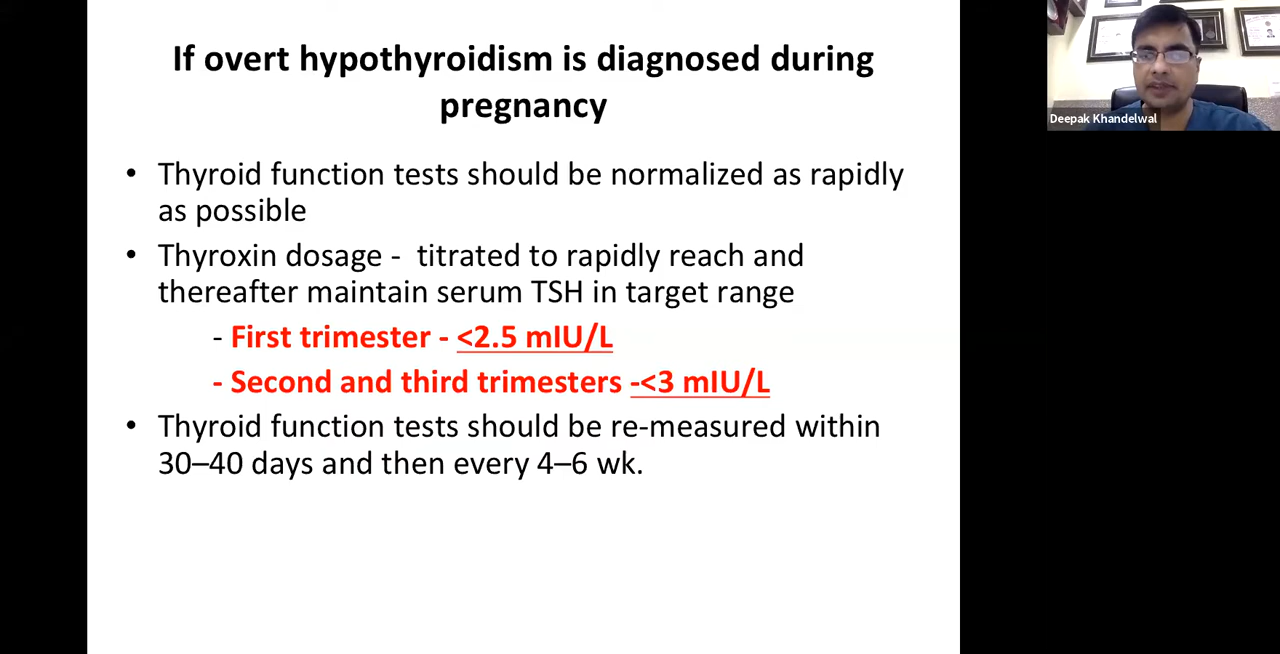 If overt hypothyroidism is diagnosed during
pregnancy
• Thyroid function tests should be normalized as rapidly
as possible
• Thyroxin dosage -  titrated to rapidly reach and
thereafter maintain serum TSH in target range
- First trimester - <2.5 mIU/L
- Second and third trimesters -<3 mIU/L
• Thyroid function tests should be re-measured within
30–40 days and then every 4–6 wk.
Deepak Khandelwal